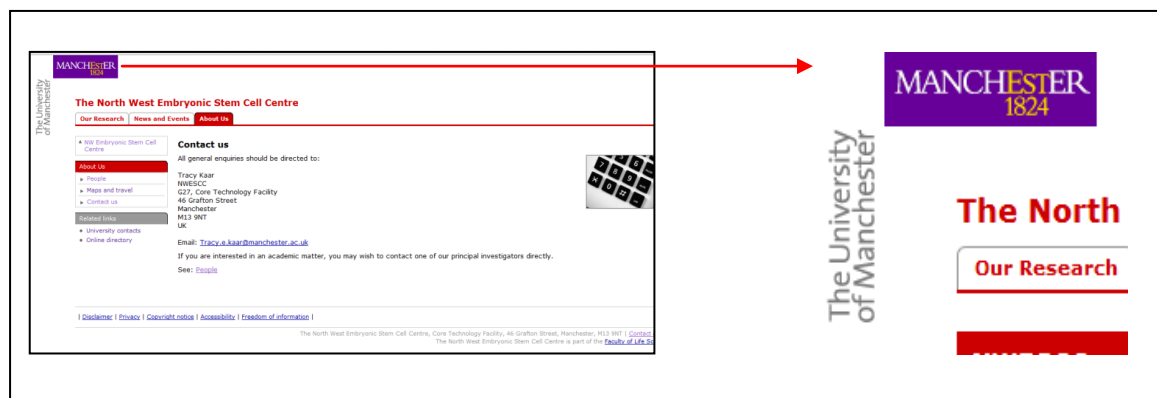 MANCHESTER
1824
The University
of Manchester
The North West Embryonic Stem Cell Centre
Our Research News and Events About Us
NW Embryonic Stem Cell
Centre
About Us
People
Maps and travel
Contact us
Related links
University contacts
Online directory
Contact us
All general enquiries should be directed to:
Tracy Kaar
NWESCC
G27, Core Technology Facility
46 Grafton Street
Manchester
M13 9NT
UK
Email: Tracy.e.kaar@manchester.ac.uk
If you are interested in an academic matter, you may wish to contact one of our principal investigators directly.
See: People
7 8 9 6
0 #
| Disclaimer | Privacy | Copyright notice | Accessibility | Freedom of information |
The North West Embryonic Stem Cell Centre, Core Technology Facility, 46 Grafton Street, Manchester, M13 9NT | Contact
The North West Embryonic Stem Cell Centre is part of the Faculty of Life Sc
MANCHESTER
1824
The University
of Manchester
The North
Our Research